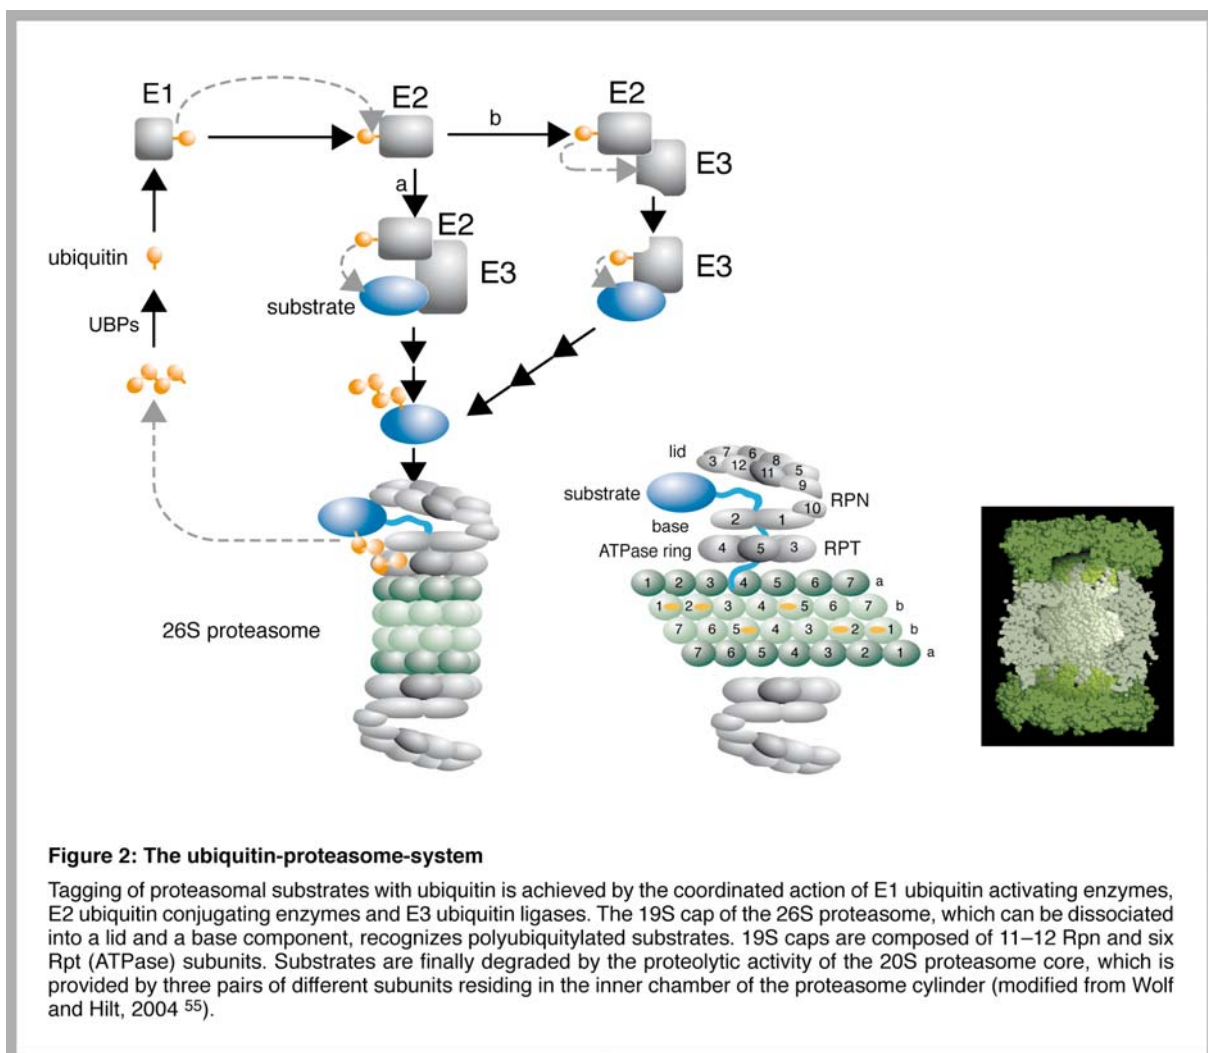 E1
E2
b
E2
E3
a
E2
E3
E3
ubiquitin
substrate
UBPs
lid
7 6 8
3 12 11 5
9
substrate
10 RPN
base
2 1
ATPase ring
4 5 3
RPT
1 2 3 4 5 6 7 a
1 2 3 4 5 6 7 b
7 6 5 4 3 2 1 b
7 6 5 4 3 2 1 a
26S proteasome
Figure 2: The ubiquitin-proteasome-system
Tagging of proteasomal substrates with ubiquitin is achieved by the coordinated action of E1 ubiquitin activating enzymes,
E2 ubiquitin conjugating enzymes and E3 ubiquitin ligases. The 19S cap of the 26S proteasome, which can be dissociated
into a lid and a base component, recognizes polyubiquitylated substrates. 19S caps are composed of 11–12 Rpn and six
Rpt (ATPase) subunits. Substrates are finally degraded by the proteolytic activity of the 20S proteasome core, which is
provided by three pairs of different subunits residing in the inner chamber of the proteasome cylinder (modified from Wolf
and Hilt, 2004 55).